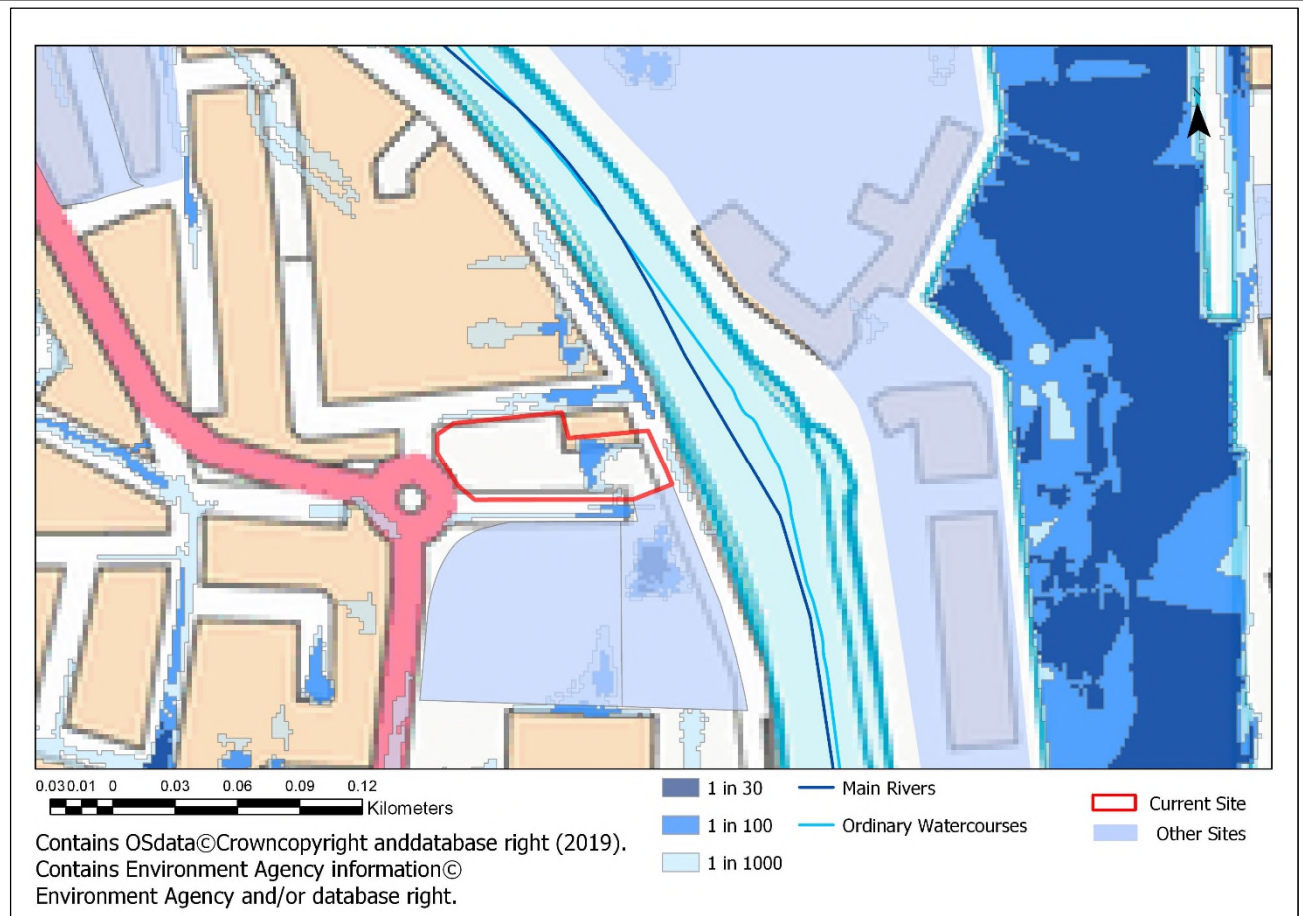 N
0.030.01 0 0.03 0.06 0.09 0.12
Kilometers
1 in 30
1 in 100
1 in 1000
Main Rivers
Ordinary Watercourses
Current Site
Other Sites
Contains OSdata©Crowncopyright anddatabase right (2019).
Contains Environment Agency information©
Environment Agency and/or database right.